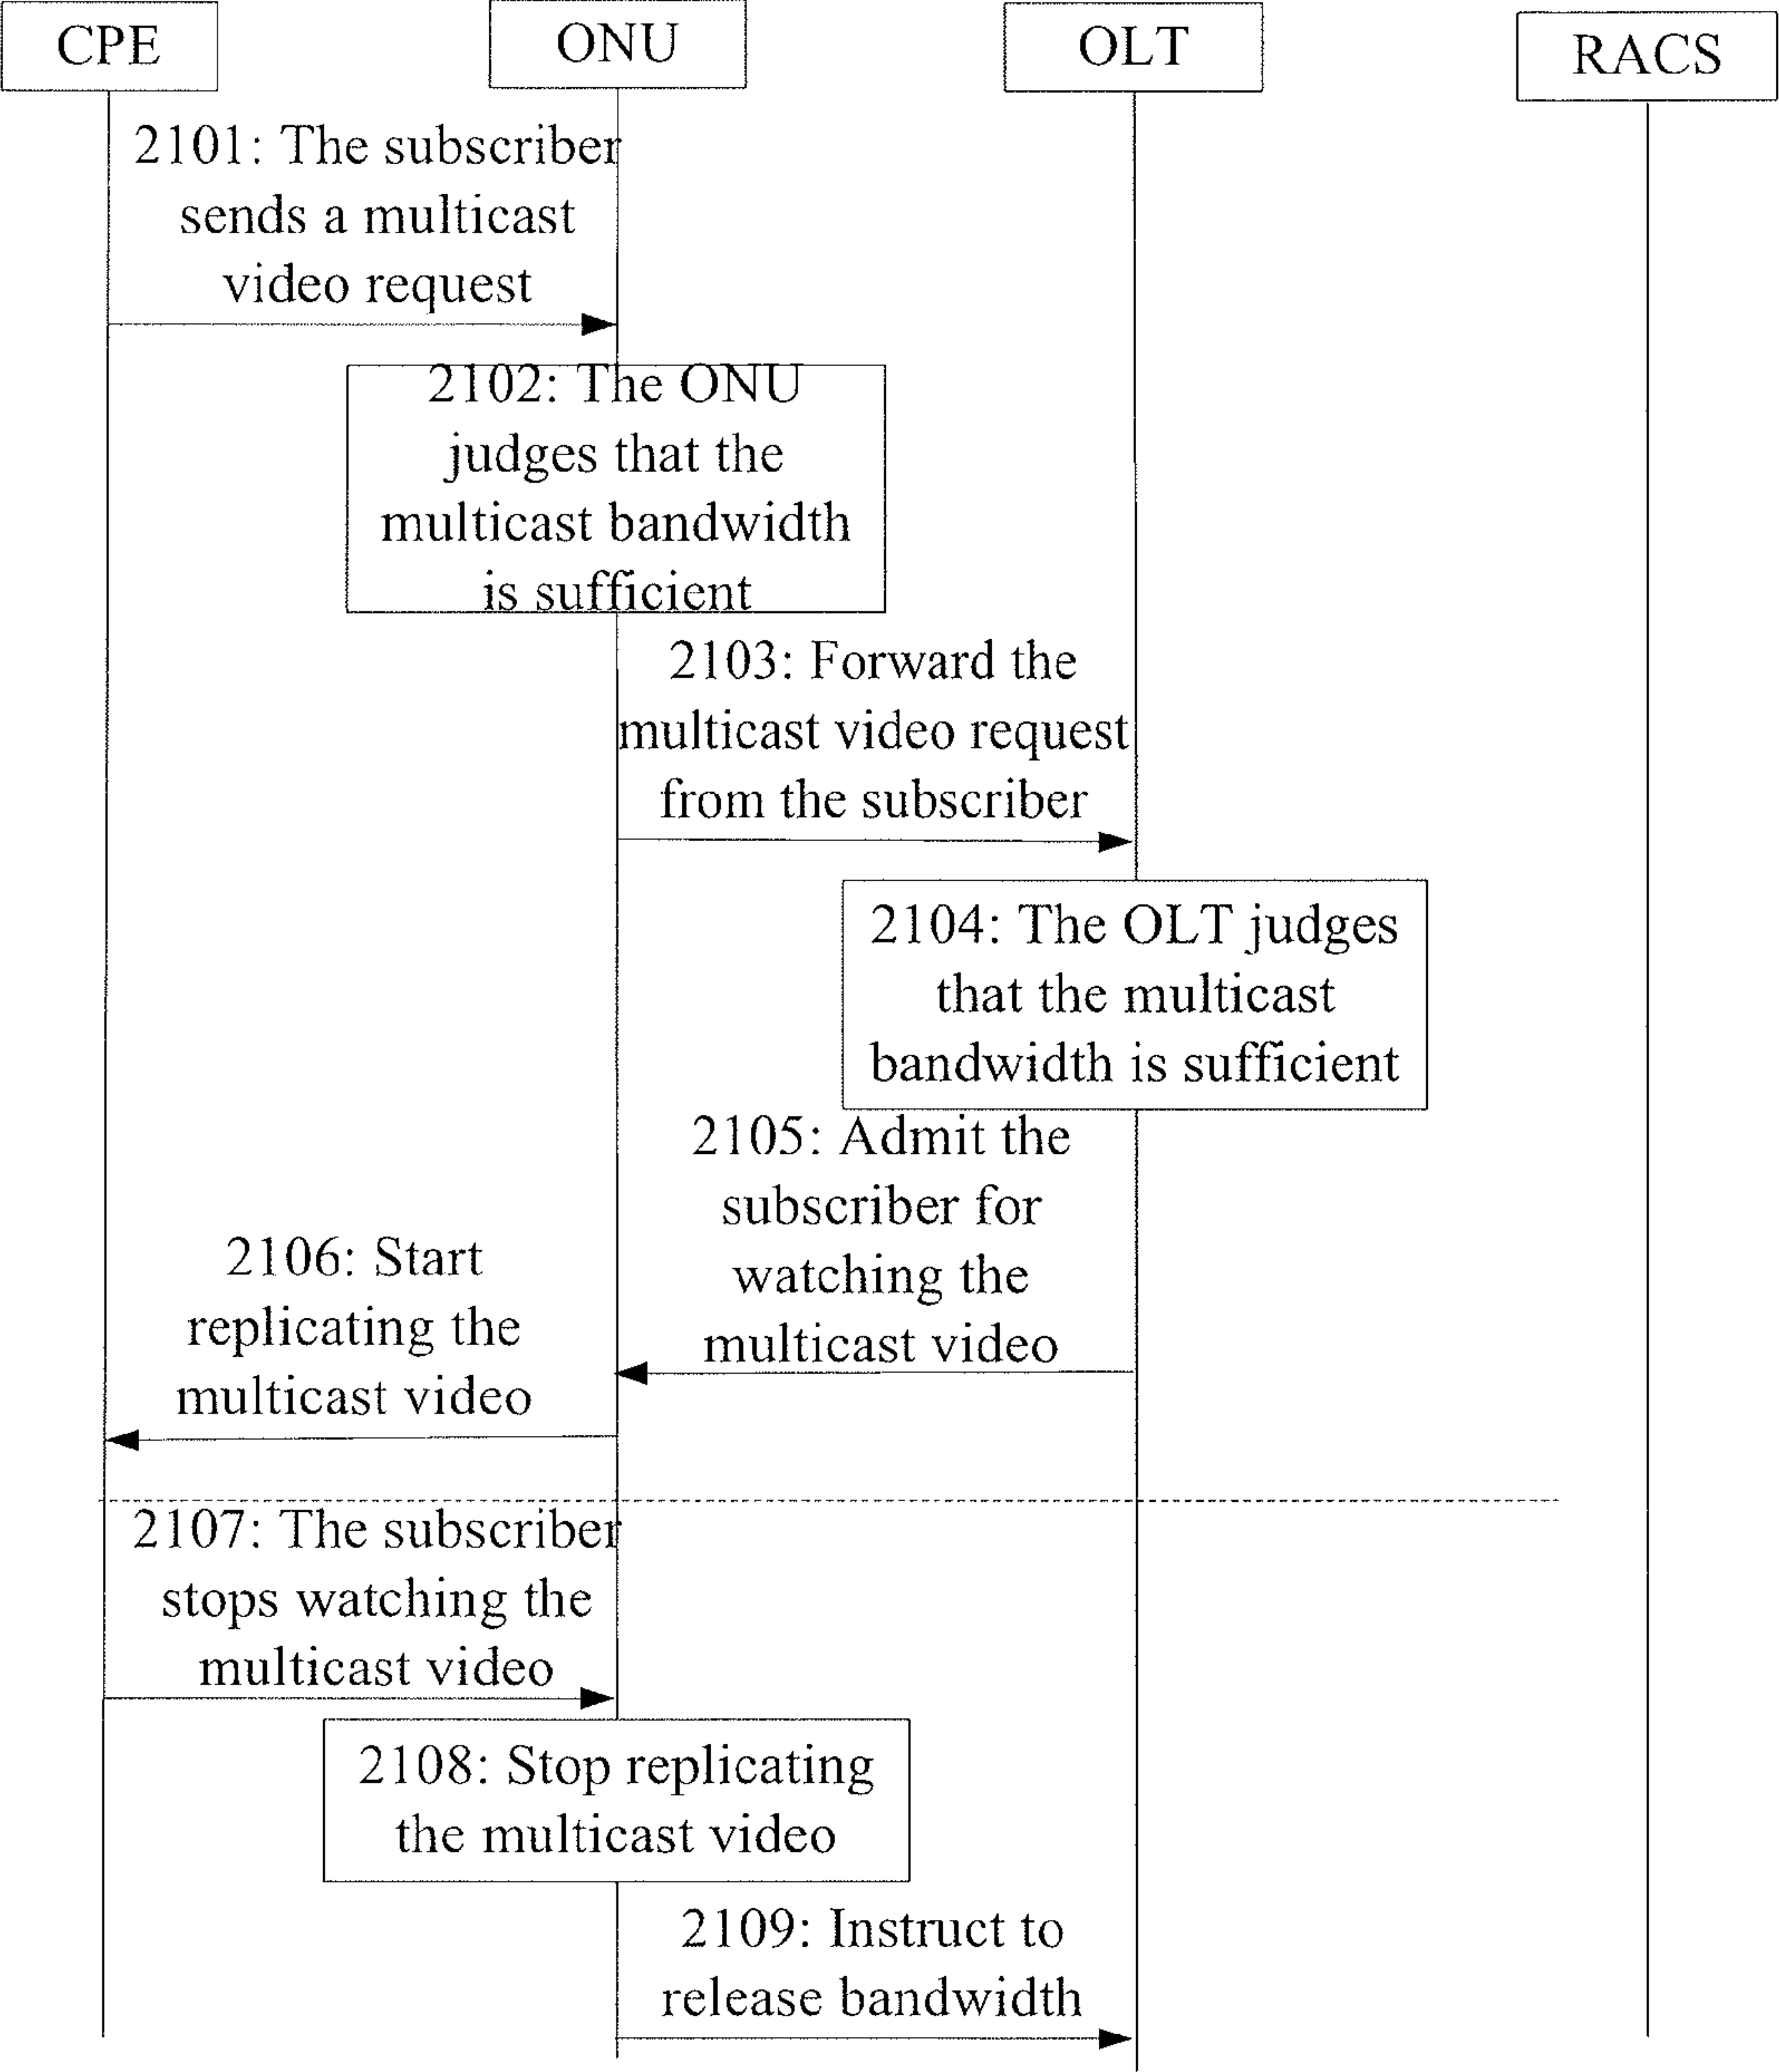 CPE
ONU
OLT
RACS
2101: The subscriber
sends a multicast
video request
2102: The ONU
judges that the
multicast bandwidth
is sufficient
2103: Forward the
multicast video request
from the subscriber
2104: The OLT judges
that the multicast
bandwidth is sufficient
2105: Admit the
subscriber for
watching the
multicast video
2106: Start
replicating the
multicast video
2107: The subscriber
stops watching the
multicast video
2108: Stop replicating
the multicast video
2109: Instruct to
release bandwidth